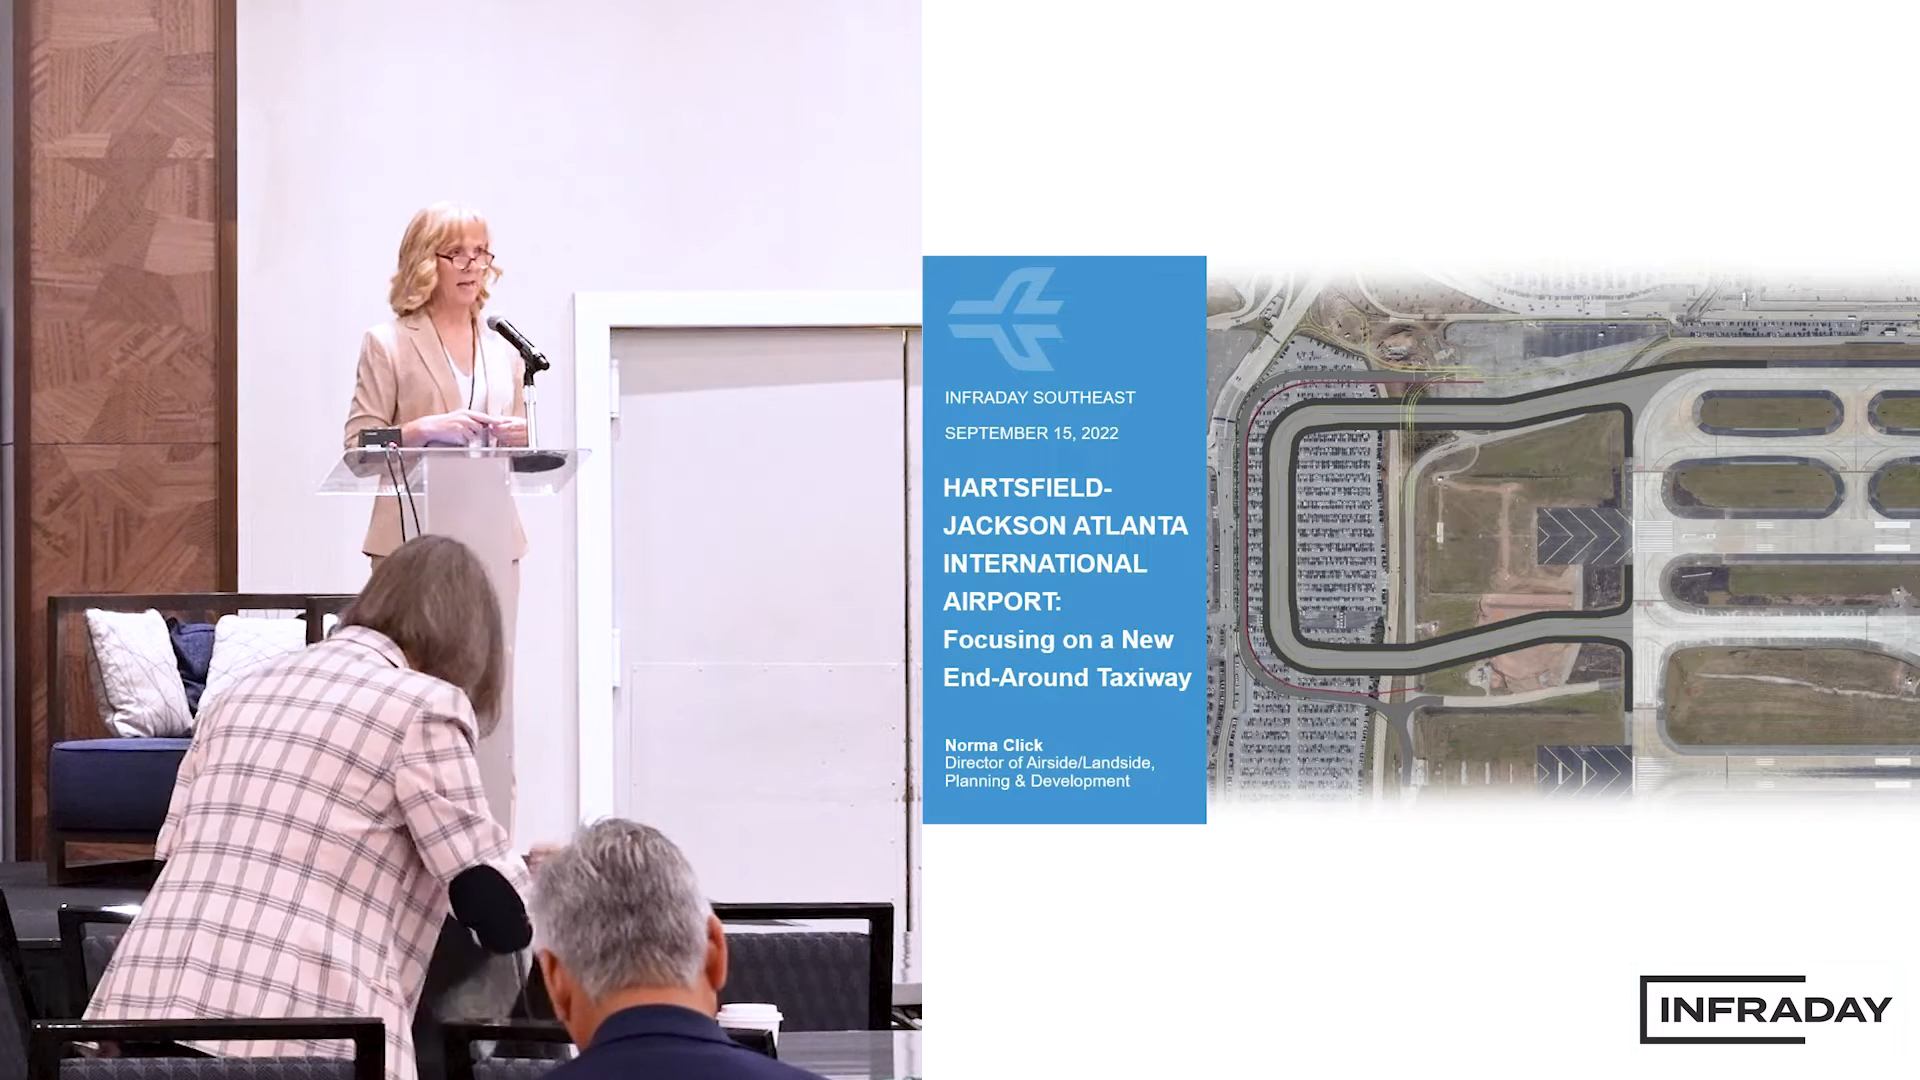 INFRADAY SOUTHEAST
SEPTEMBER 15, 2022
HARTSFIELD-
JACKSON ATLANTA
INTERNATIONAL
AIRPORT:
Focusing on a New
End-Around Taxiway
Norma Click
Director of Airside/Landside,
Planning & Development
INFRADAY